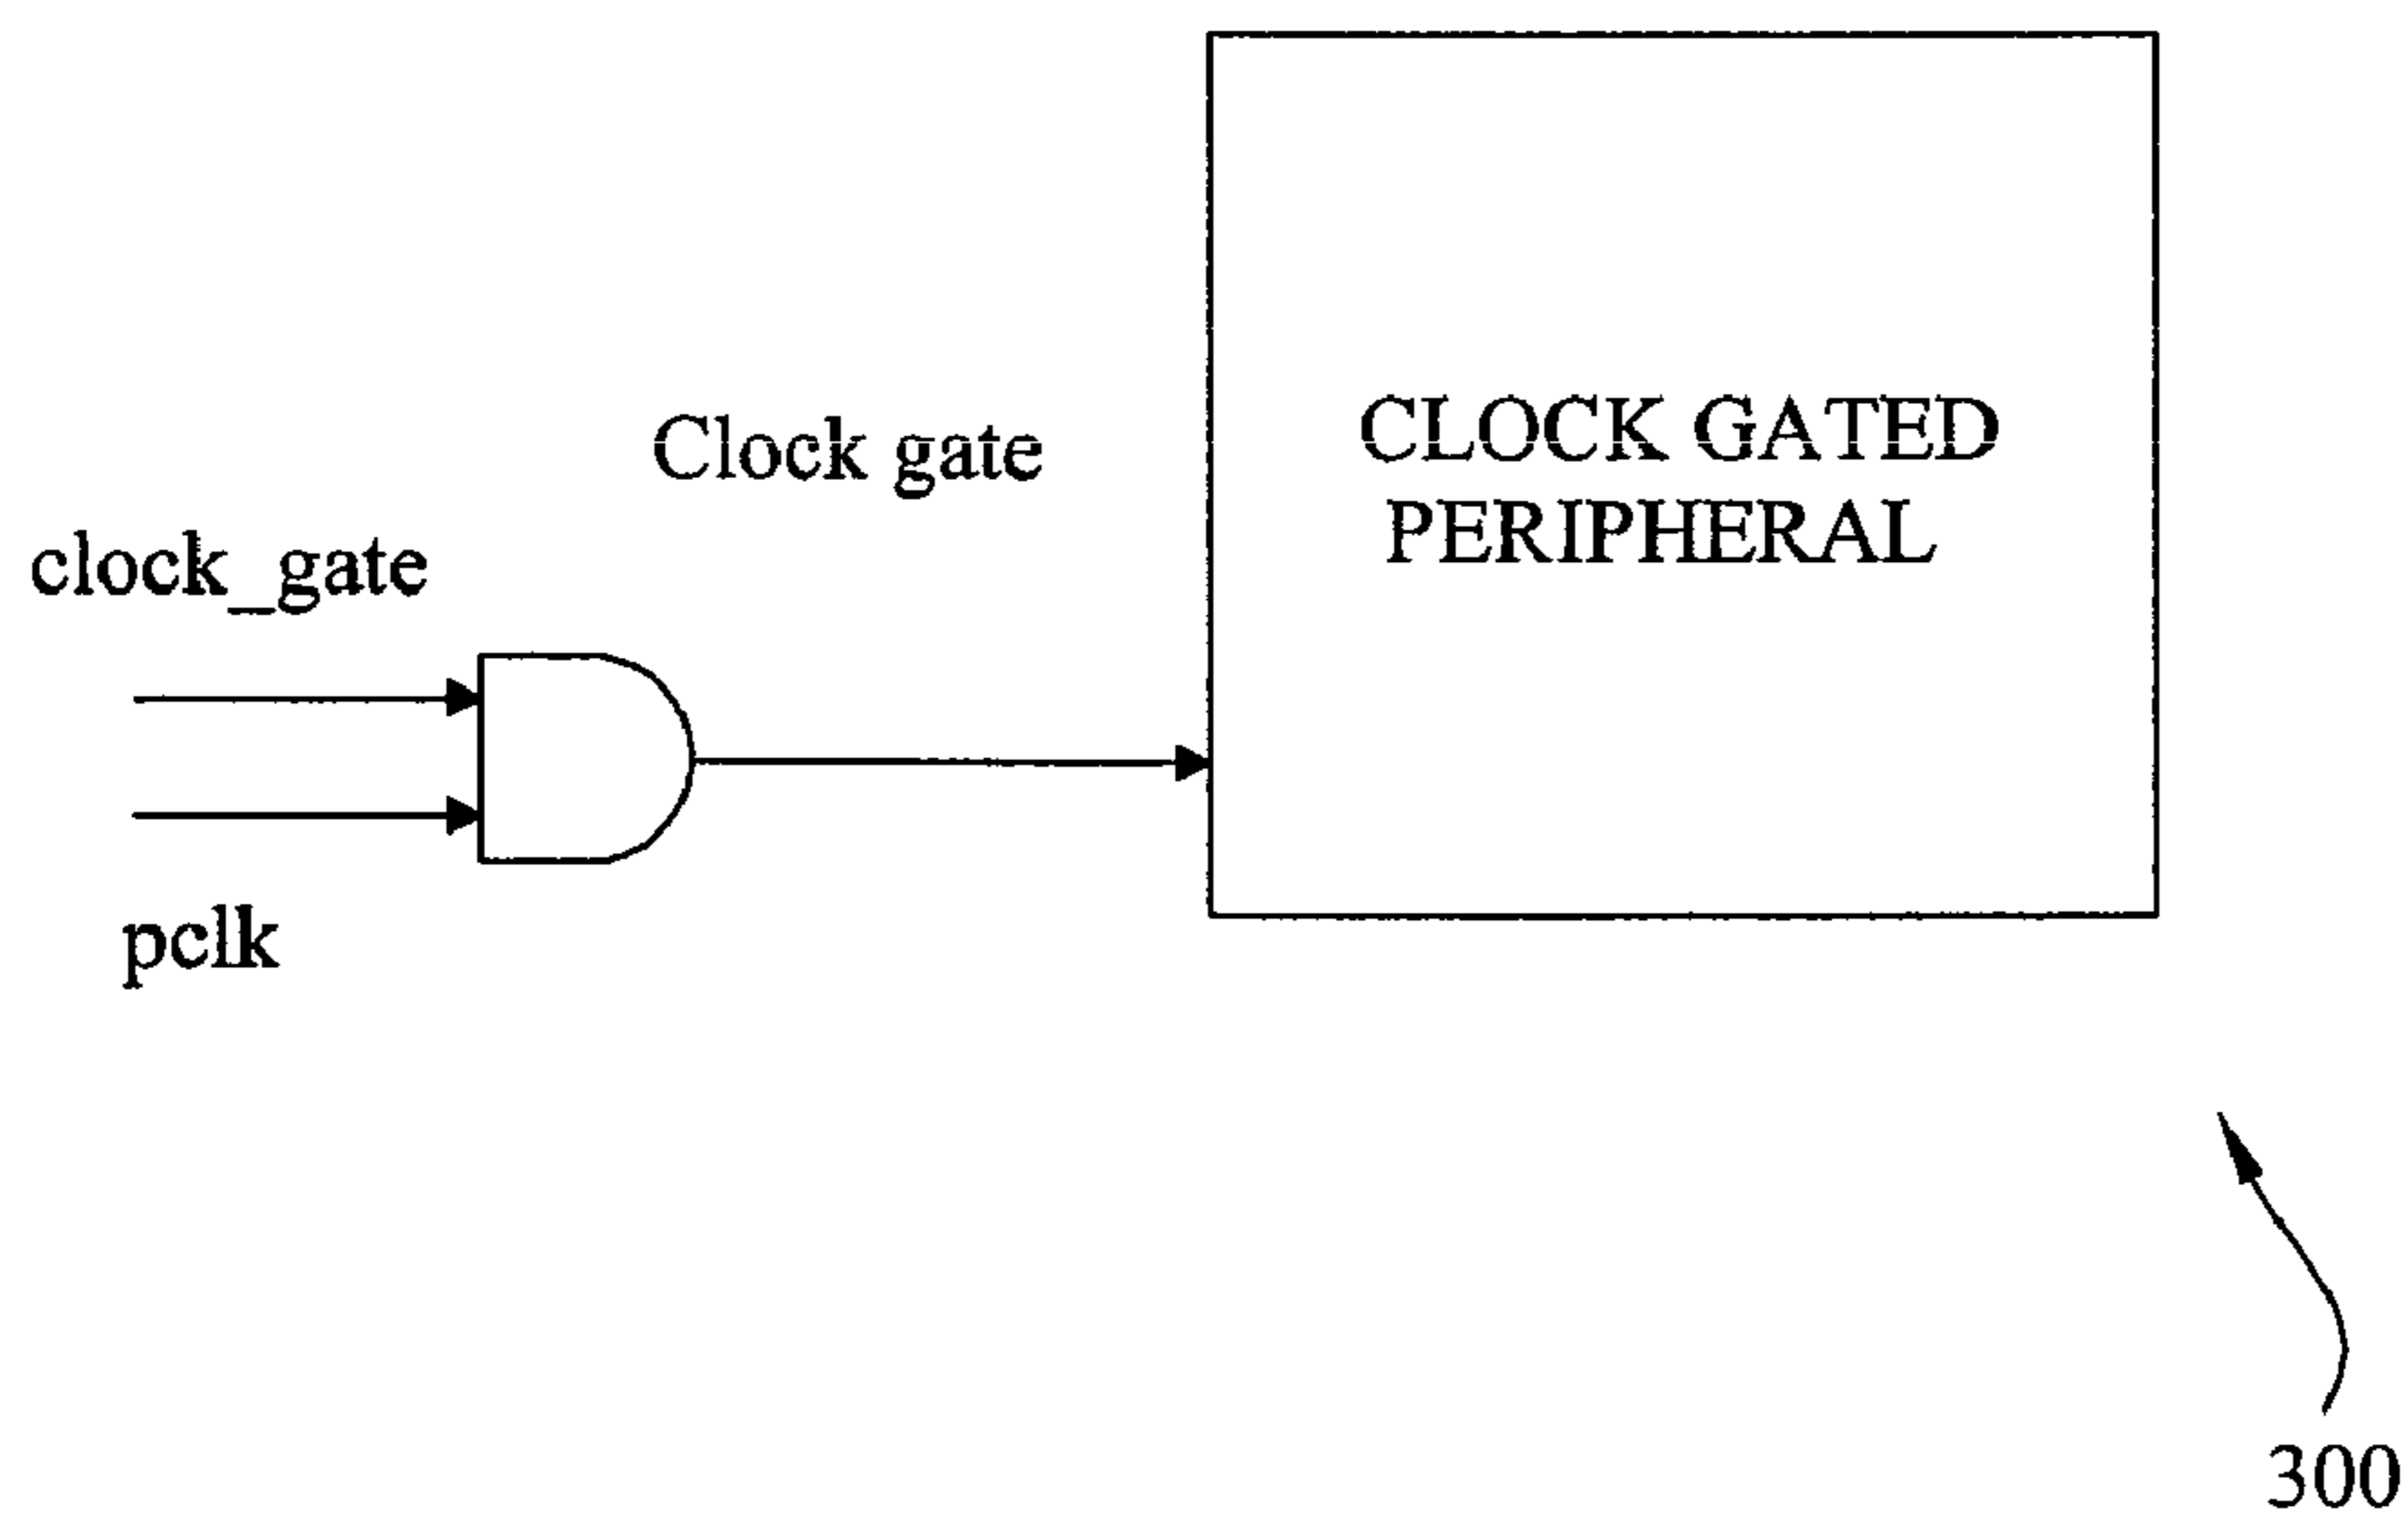 CLOCK GATED
PERIPHERAL
Clock gate
clock_gate
pclk
300